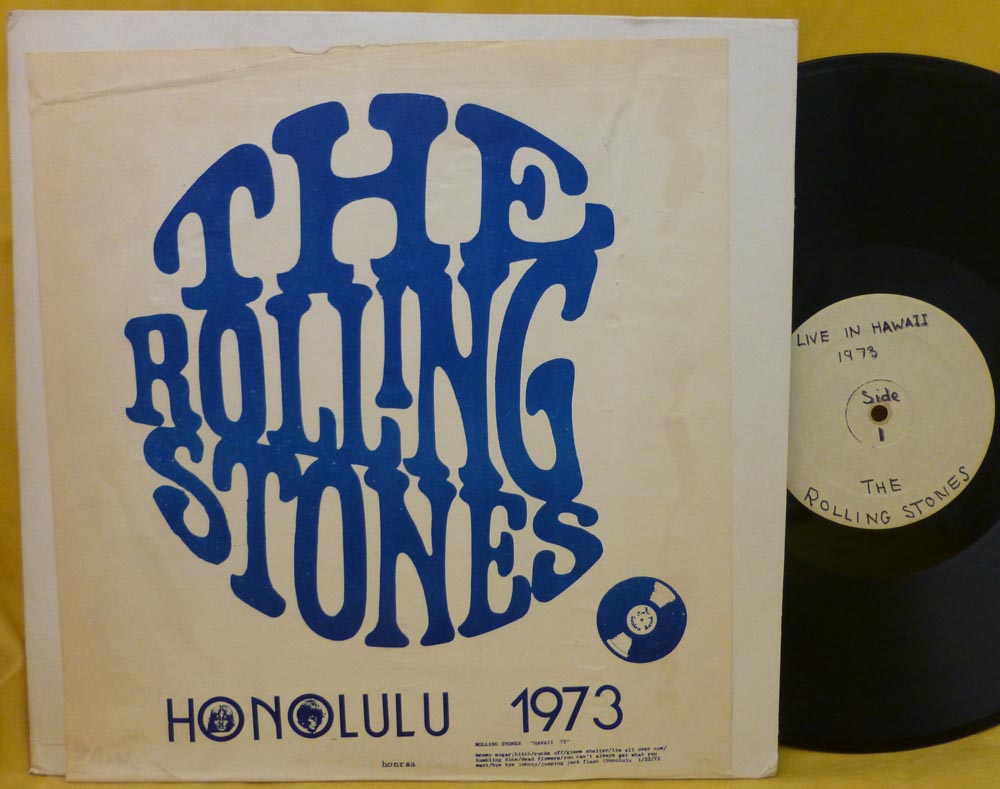 THE
ROLLING
STONES
HONOLULU 1973
ROLLING STONES "HAWAII 73"
brown sugar/bitch/rocks off/gimme shelter/its all over now/
tumbling dice/dead flowers/you can't always get what you
want/bye bye johnny/jumping jack flash (Honolulu 1/22/73
LIVE IN HAWAII
1973
Side
1
THE
ROLLING STONES